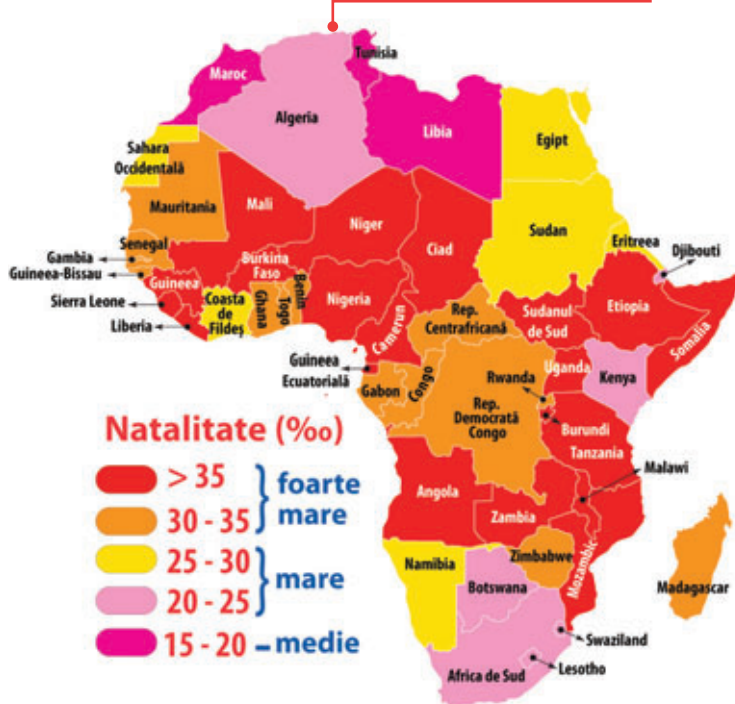 Tunisia
Maroc
Algeria
Libia
Egipt
Sahara
Occidentală
Mauritania
Mali
Niger
Ciad
Sudan
Eritreea
Djibouti
Senegal
Gambia
Guineea-Bissau
Guineea
Burkina
Faso
Benin
Sierra Leone
Coasta
de
Fildeș
Ghana
Togo
Nigeria
Liberia
Camerun
Rep.
Centrafricană
Sudanul
de Sud
Etiopia
Somalia
Guineea
Ecuatorială
Gabon
Congo
Rwanda
Uganda
Kenya
Rep.
Democrată
Congo
Burundi
Tanzania
Malawi
Angola
Zambia
Mozambic
Zimbabwe
Namibia
Botswana
Madagascar
Swaziland
Lesotho
Africa de Sud
Natalitate (‰)
> 35
30 - 35
foarte
mare
25 - 30
20 - 25
mare
15 - 20 – medie